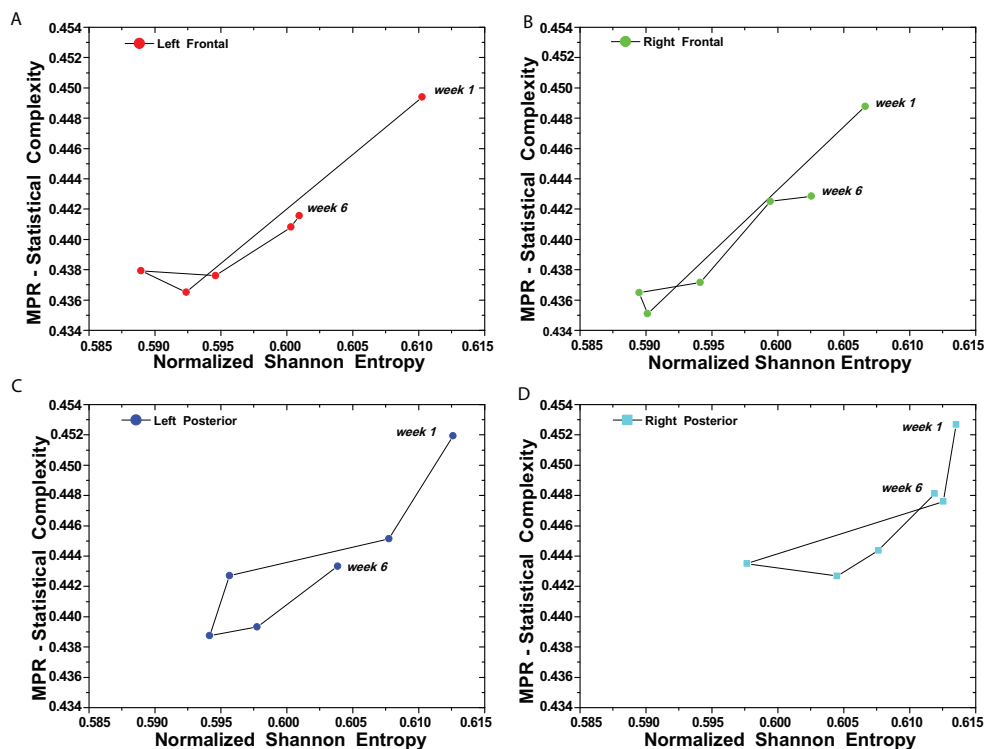 A
Left Frontal
week 1
week 6
0.454
0.452
0.450
0.448
0.446
0.444
0.442
0.440
0.438
0.436
0.434
MPR - Statistical Complexity
0.585 0.590 0.595 0.600 0.605 0.610 0.615
Normalized Shannon Entropy
B
Right Frontal
week 1
week 6
0.454
0.452
0.450
0.448
0.446
0.444
0.442
0.440
0.438
0.436
0.434
MPR - Statistical Complexity
0.585 0.590 0.595 0.600 0.605 0.610 0.615
Normalized Shannon Entropy
C
Left Posterior
week 1
week 6
0.454
0.452
0.450
0.448
0.446
0.444
0.442
0.440
0.438
0.436
0.434
MPR - Statistical Complexity
0.585 0.590 0.595 0.600 0.605 0.610 0.615
Normalized Shannon Entropy
D
Right Posterior
week 1
week 6
0.454
0.452
0.450
0.448
0.446
0.444
0.442
0.440
0.438
0.436
0.434
MPR - Statistical Complexity
0.585 0.590 0.595 0.600 0.605 0.610 0.615
Normalized Shannon Entropy